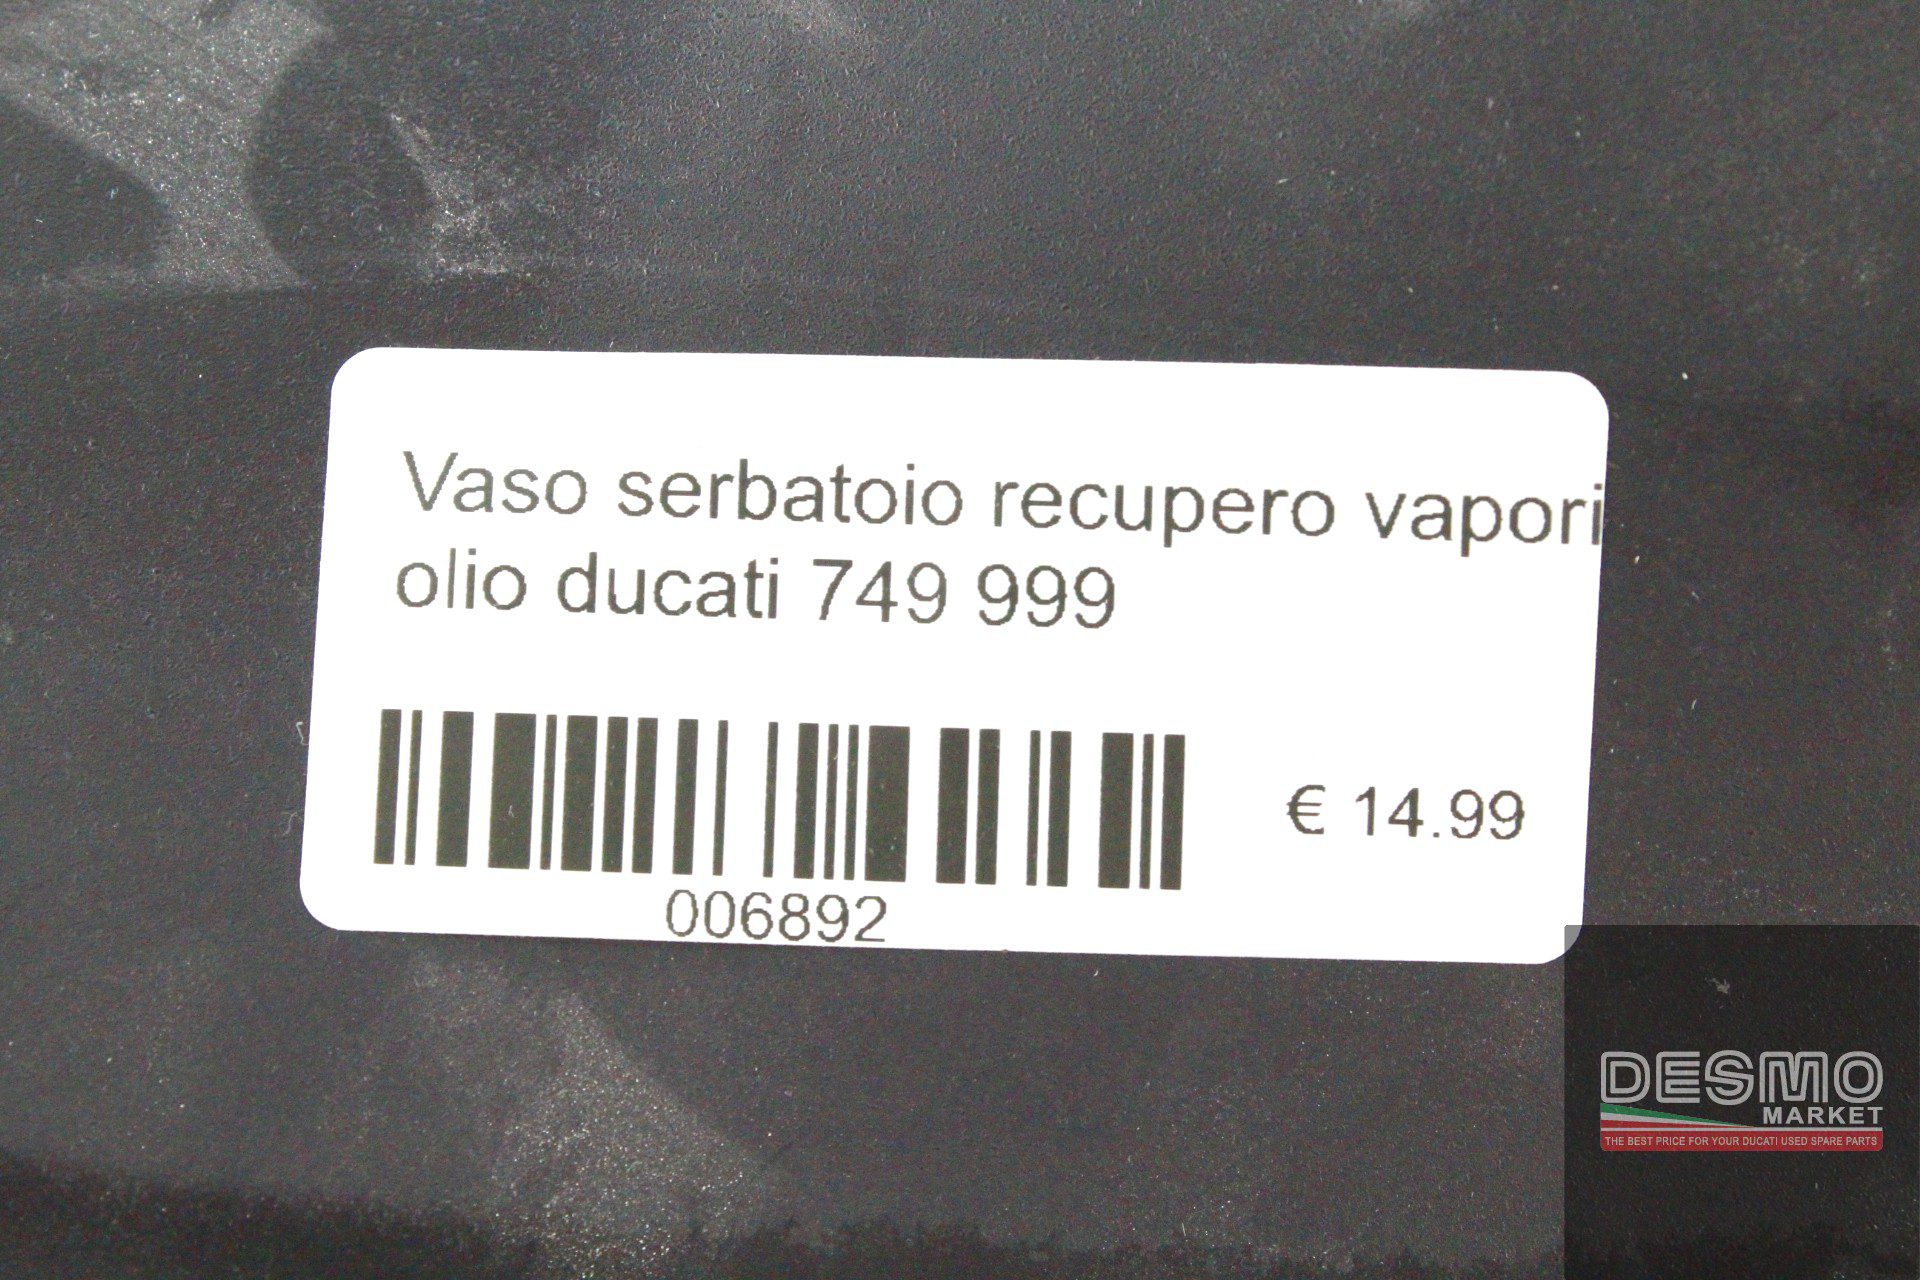 Vaso serbatoio recupero vapori
olio ducati 749 999
€ 14.99
006892
DESMO
MARKET
THE BEST PRICE FOR YOUR DUCATI USED SPARE PARTS